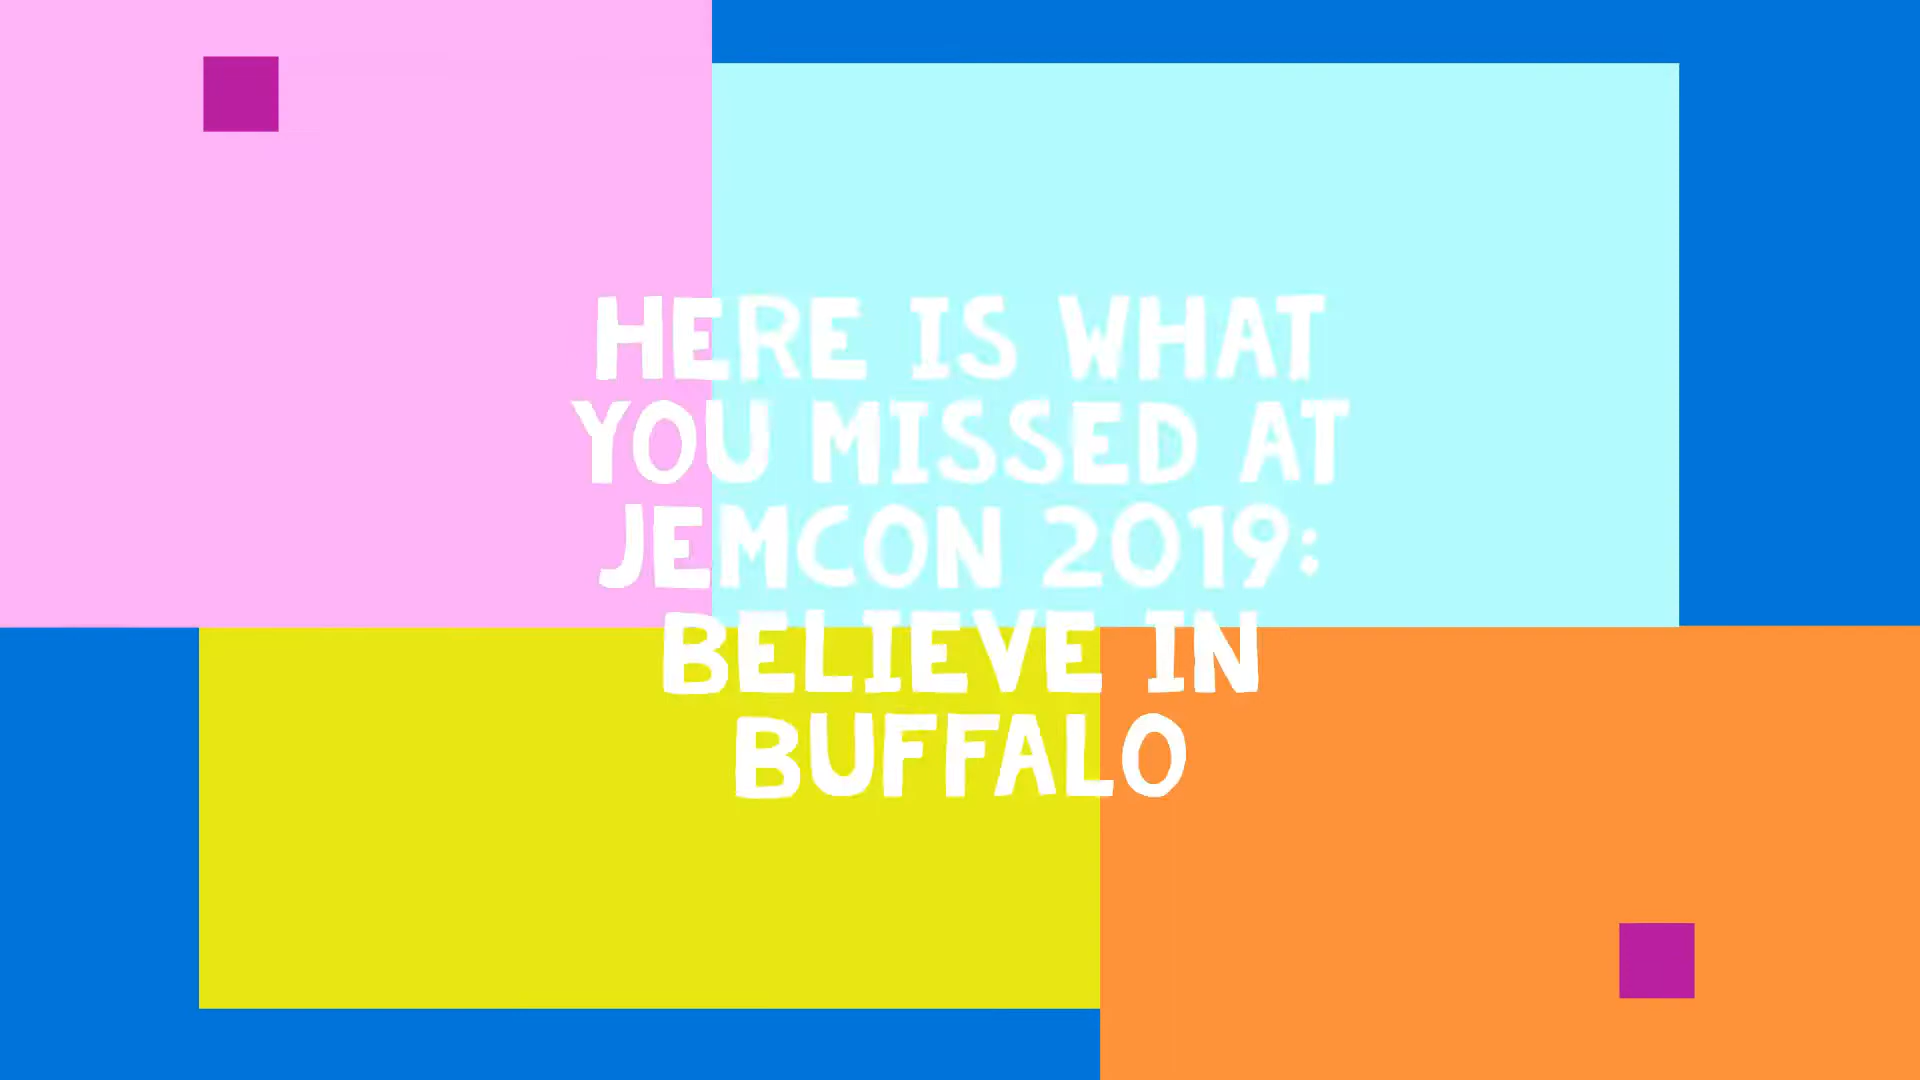 HERE IS WHAT
YOU MISSED AT
JEMCON 2019:
BELIEVE IN
BUFFALO